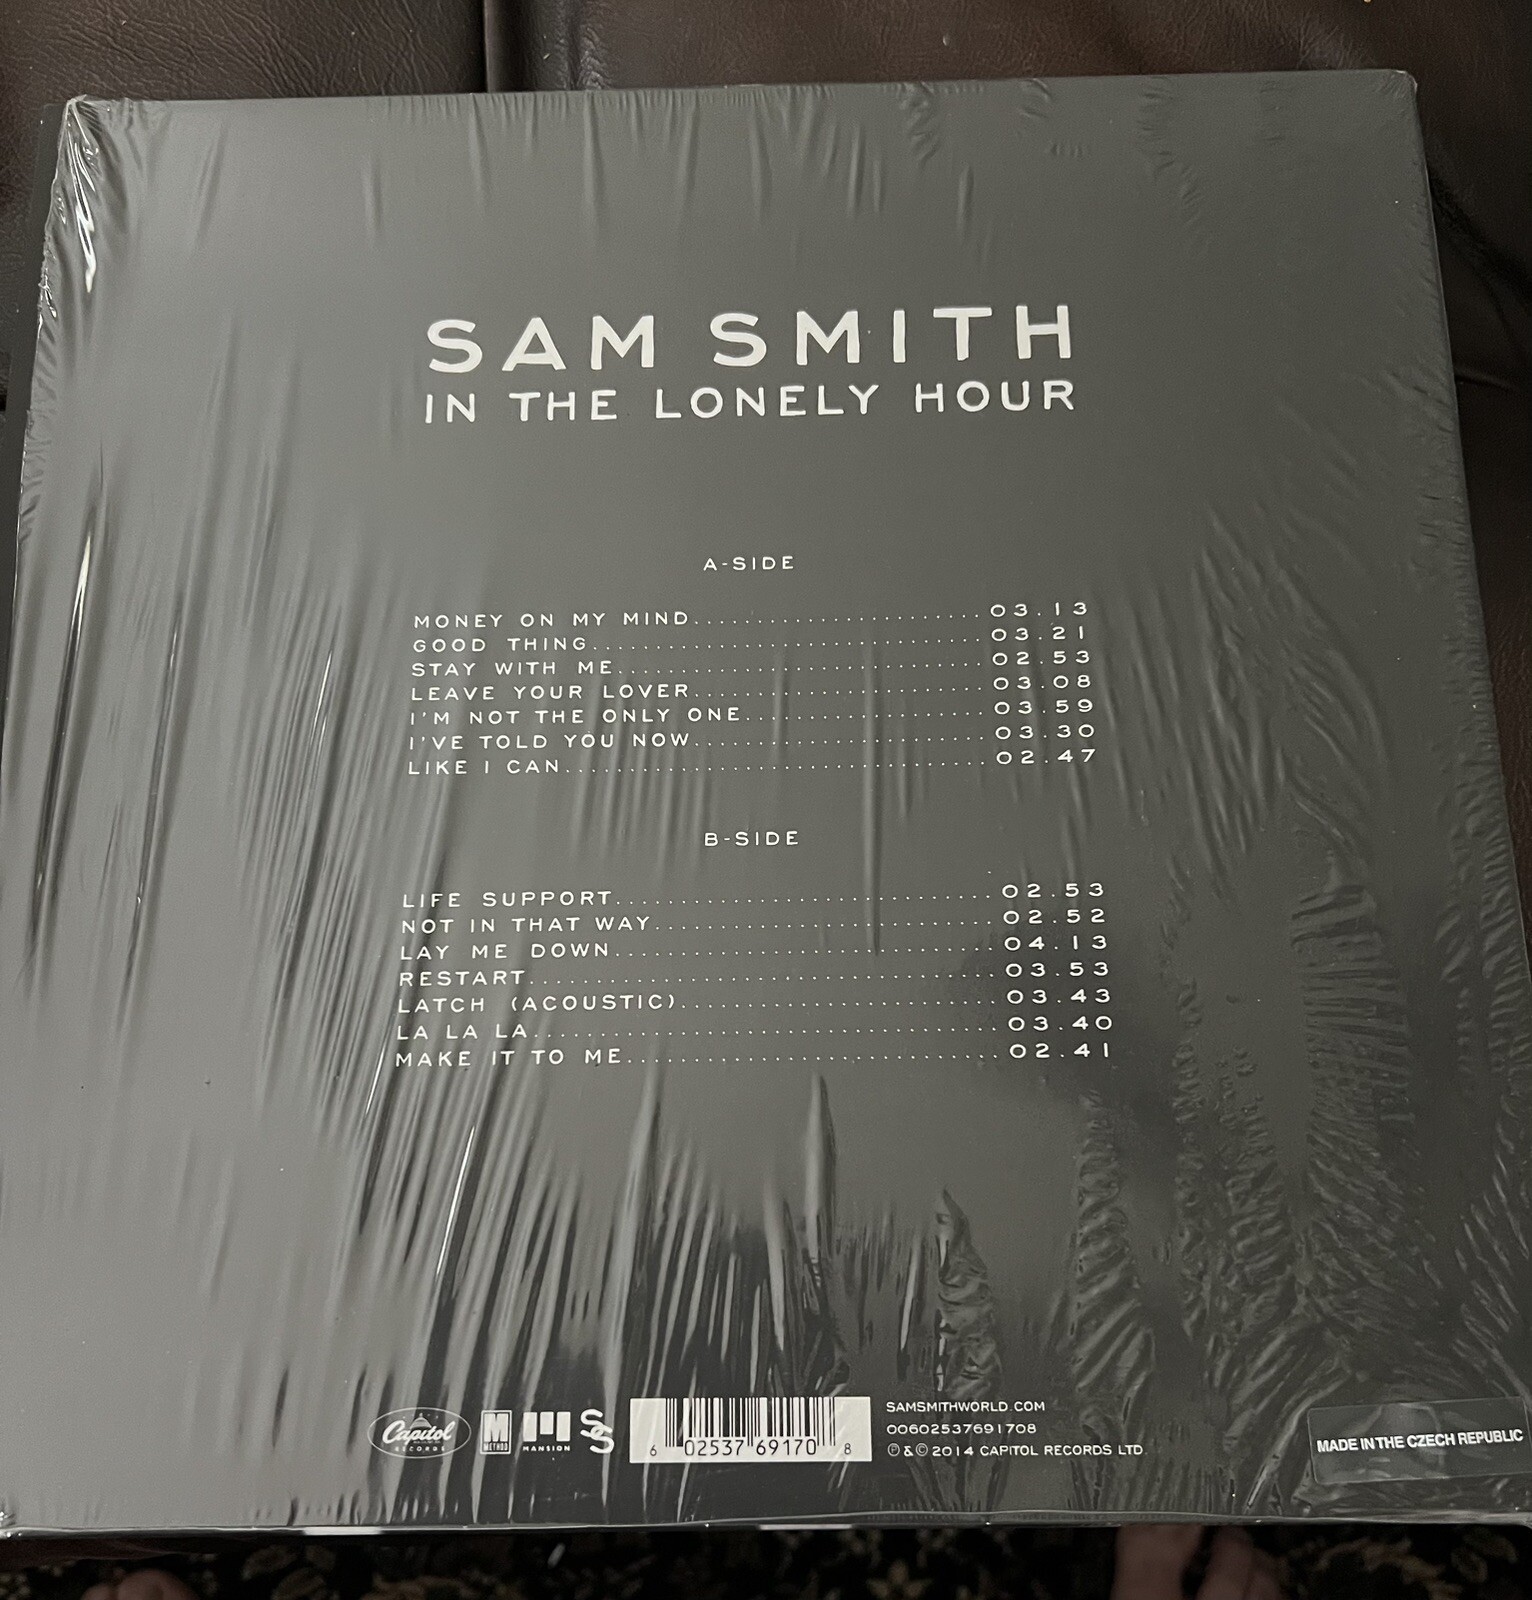 SAM SMITH
IN THE LONELY HOUR
A-SIDE
MONEY ON MY MIND........................03.13
GOOD THING................................03.21
STAY WITH ME..............................02.53
LEAVE YOUR LOVER........................03.08
I'M NOT THE ONLY ONE....................03.59
I'VE TOLD YOU NOW........................03.30
LIKE I CAN..................................02.47
B-SIDE
LIFE SUPPORT..............................02.53
NOT IN THAT WAY..........................02.52
LAY ME DOWN..............................04.13
RESTART....................................03.53
LATCH (ACOUSTIC)........................03.43
LA LA LA....................................03.40
MAKE IT TO ME............................02.41
Capitol
RECORDS
M
METHOD
MANSION
SS
6 02537 69170 8
SAMSMITHWORLD.COM
00602537691708
℗ & © 2014 CAPITOL RECORDS LTD
MADE IN THE CZECH REPUBLIC